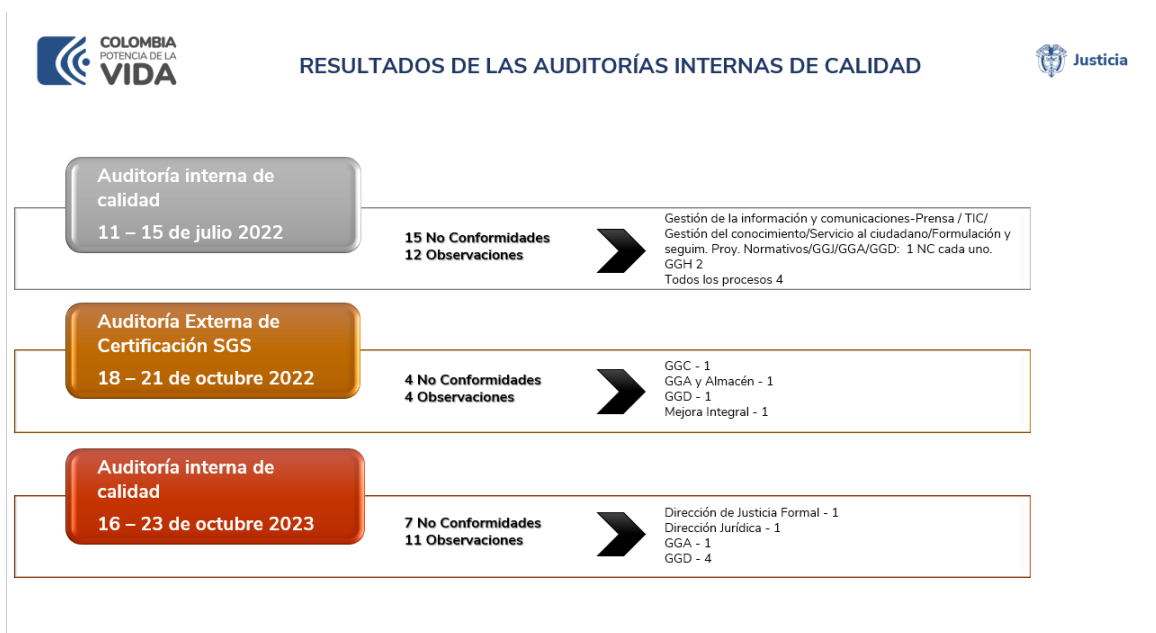 COLOMBIA
POTENCIA DE LA
VIDA
RESULTADOS DE LAS AUDITORÍAS INTERNAS DE CALIDAD
Justicia
Auditoría interna de
calidad
11 – 15 de julio 2022
15 No Conformidades
12 Observaciones
Gestión de la información y comunicaciones-Prensa / TIC/
Gestión del conocimiento/Servicio al ciudadano/Formulación y
seguim. Proy. Normativos/GGJ/GGA/GGD:  1 NC cada uno.
GGH 2
Todos los procesos 4
Auditoría Externa de
Certificación SGS
18 – 21 de octubre 2022
4 No Conformidades
4 Observaciones
GGC - 1
GGA y Almacén - 1
GGD - 1
Mejora Integral - 1
Auditoría interna de
calidad
16 – 23 de octubre 2023
7 No Conformidades
11 Observaciones
Dirección de Justicia Formal - 1
Dirección Jurídica - 1
GGA - 1
GGD - 4